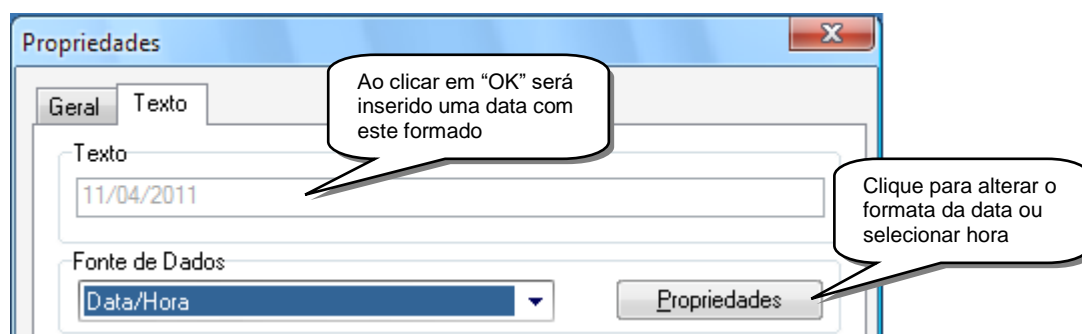 Propriedades
Geral
Texto
Ao clicar em “OK” será
inserido uma data com
este formado
Texto
11/04/2011
Clique para alterar o
formata da data ou
selecionar hora
Fonte de Dados
Data/Hora
Propriedades